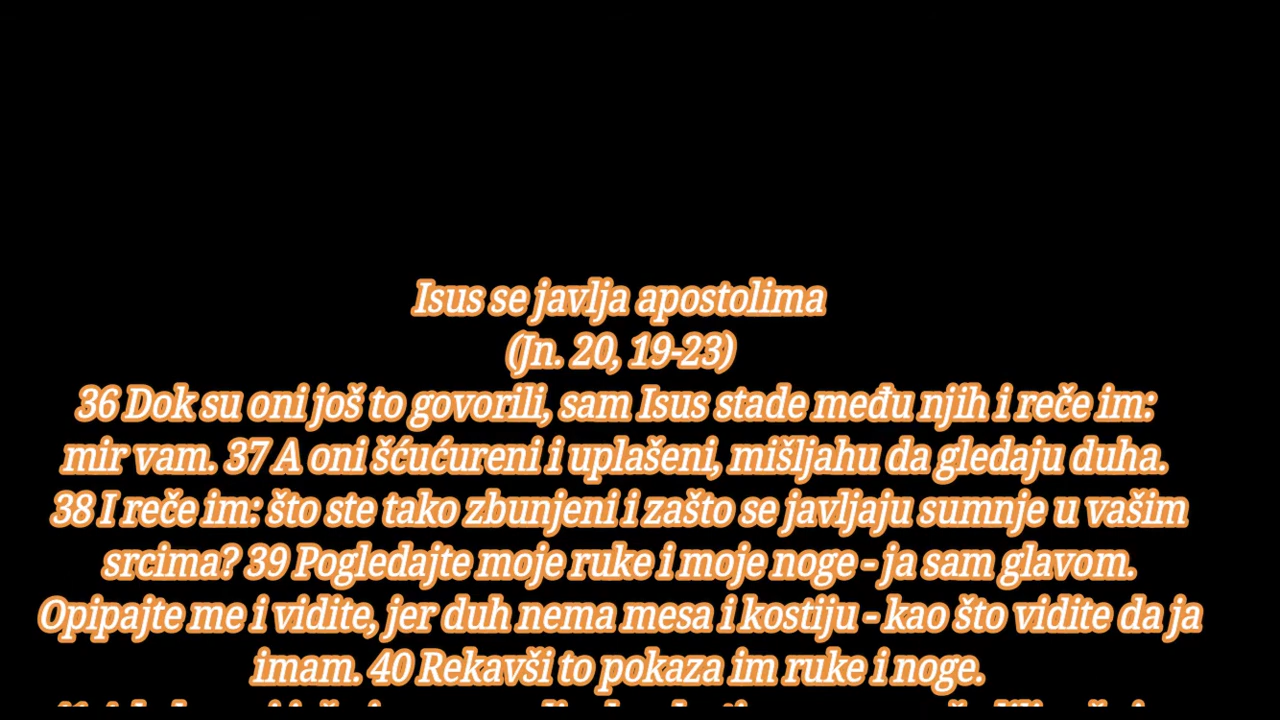 Isus se javlja apostolima
(Jn. 20, 19-23)
36 Dok su oni još to govorili, sam Isus stade među njih i reče im:
mir vam. 37 A oni šćućureni i uplašeni, mišljahu da gledaju duha.
38 I reče im: što ste tako zbunjeni i zašto se javljaju sumnje u vašim
srcima? 39 Pogledajte moje ruke i moje noge - ja sam glavom.
Opipajte me i vidite, jer duh nema mesa i kostiju - kao što vidite da ja
imam. 40 Rekavši to pokaza im ruke i noge.